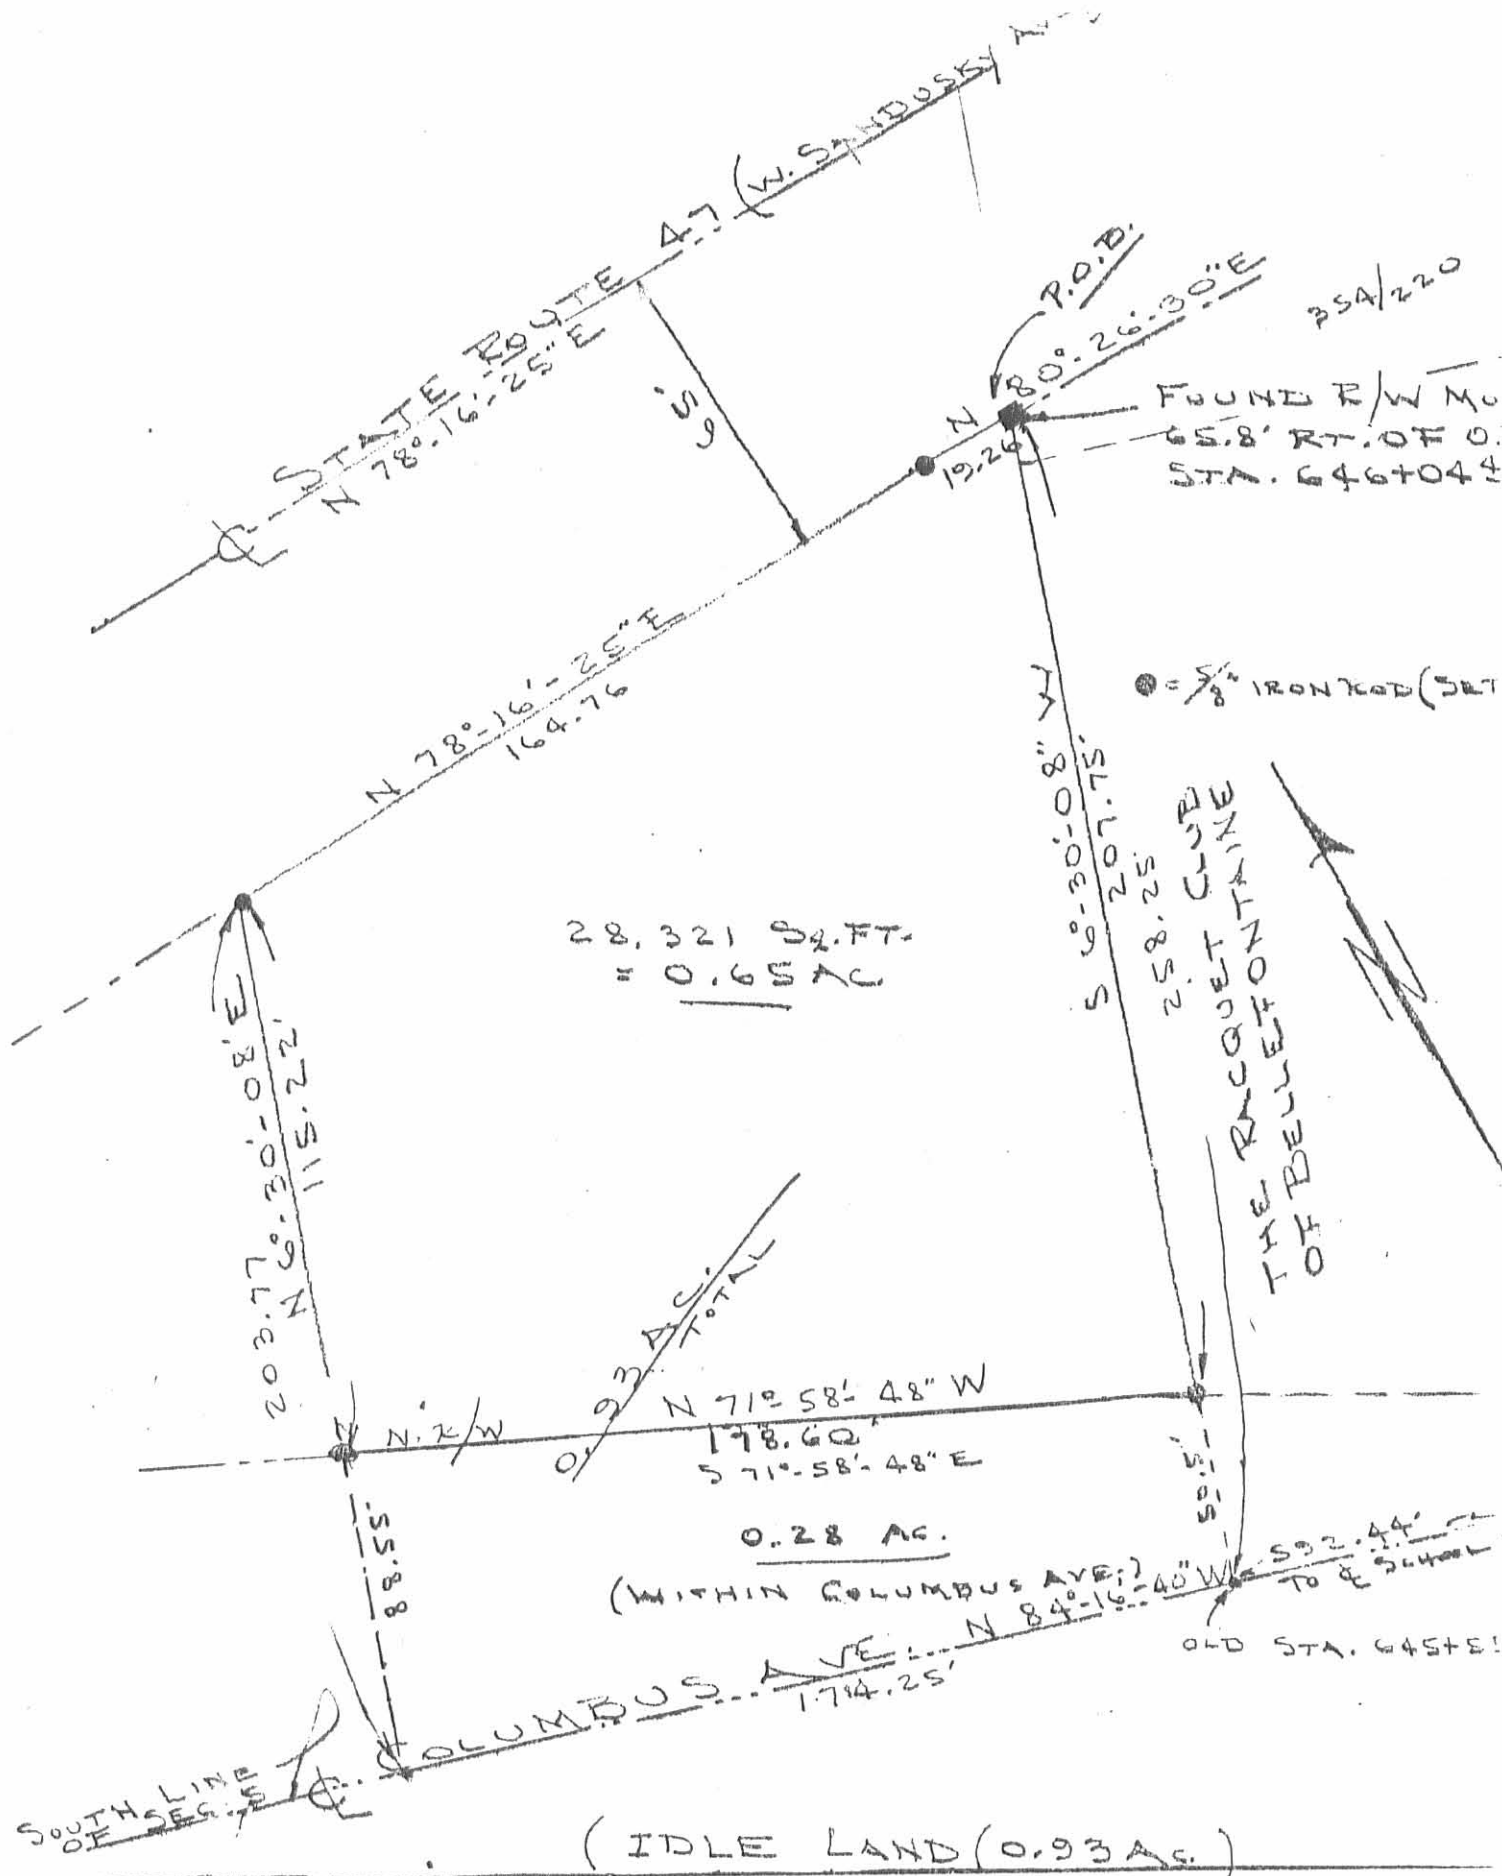 STATE ROUTE 47 (W. SANDUSKY
N 78°-16'-25" E
65'
P.O.B.
N 80°-26'-30" E
19.26
35A/220
FOUND R/W
65.8' RT. OF
STA. 646+04
N 78°-16'-25" E
164.76
● = 5/8" IRON ROD (SET
S 6°-30'-08" W
207.75'
258.25'
THE RACQUET CLUB
OF BELLEFONTAINE
N
28,321 SQ.FT.
= 0.65 AC
203.77
N 6°-30'-08' E
115.22'
0.93 AC.
TOTAL
N. R/W
N 71° 58'- 48" W
178.60'
S 71°-58'-48" E
50.5'
55.88
0.28 AC.
(WITHIN COLUMBUS AVE.)
N 84°-16'-40" W
592.44'
TO ℄ SCHOOL
OLD STA. 645+
℄ COLUMBUS AVE.
174.25'
SOUTH LINE
OF SEC. 5
℄
(IDLE LAND (0.93 AC.)